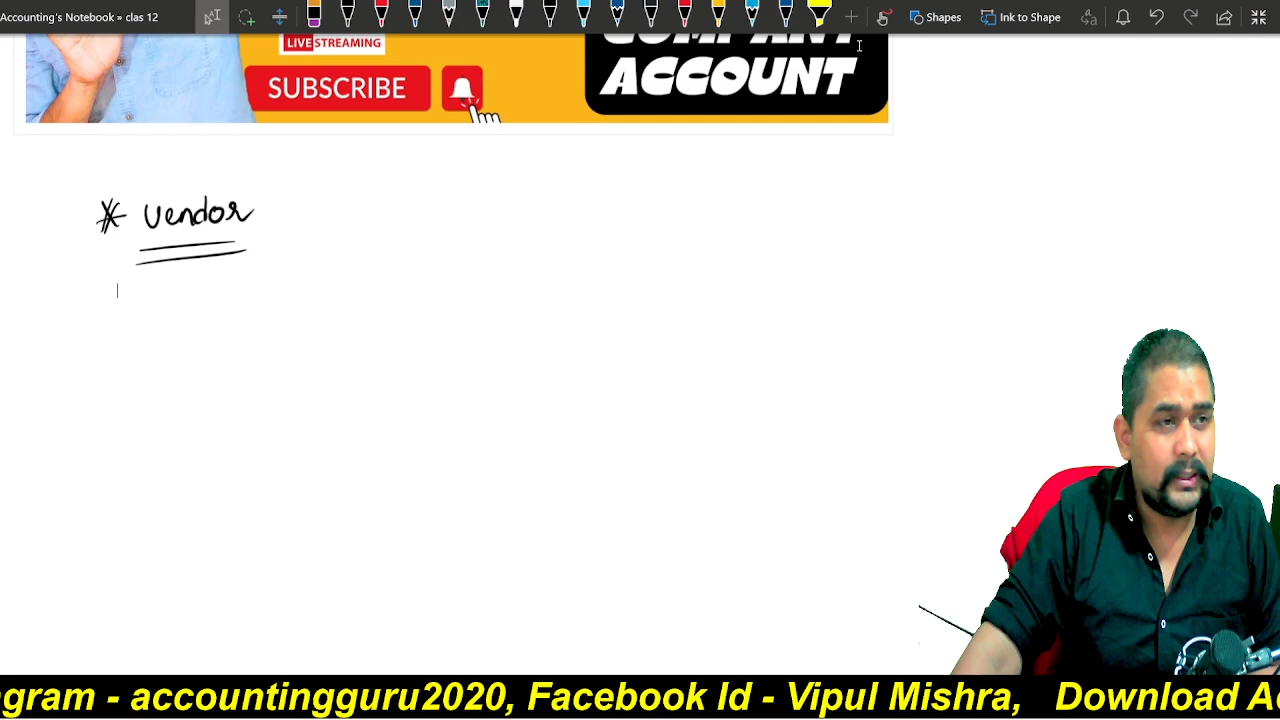 Accounting's Notebook » clas 12
Shapes
Ink to Shape
LIVE STREAMING
SUBSCRIBE
COMPANY
ACCOUNT
* vendor
gram - accountingguru2020, Facebook Id - Vipul Mishra, Download A